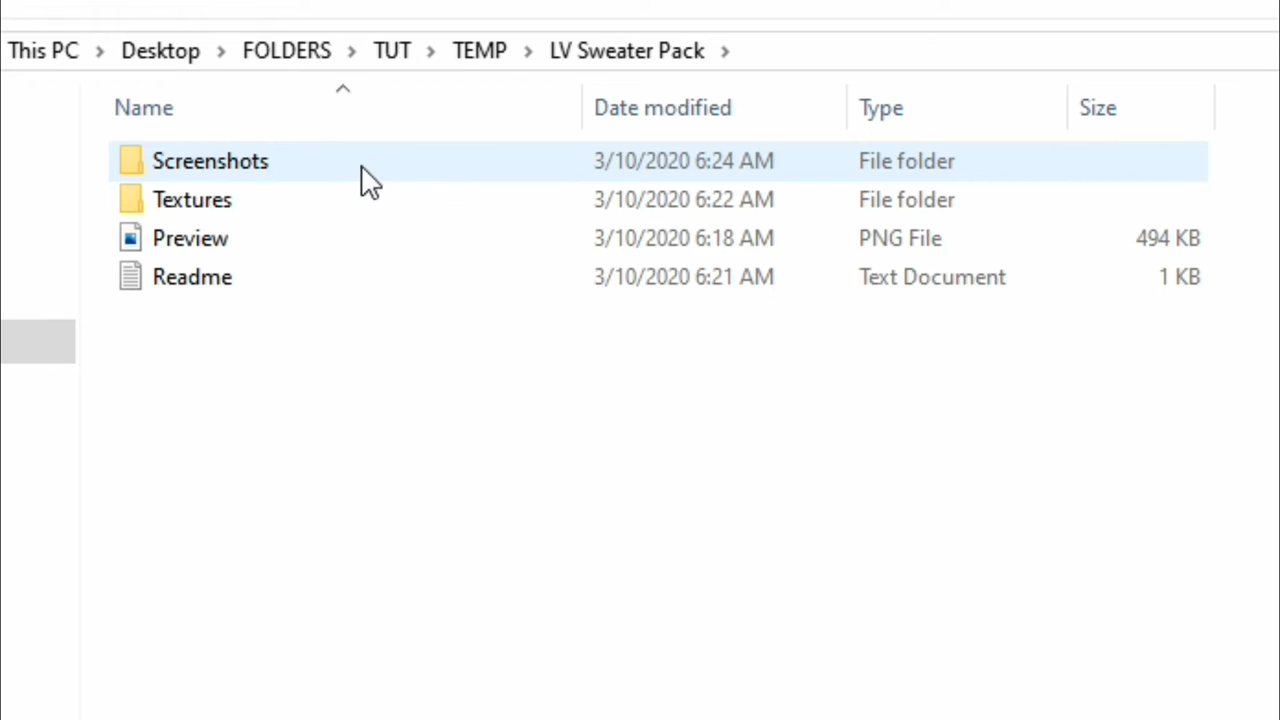 This PC > Desktop > FOLDERS > TUT > TEMP > LV Sweater Pack >
Name Date modified Type Size
Screenshots 3/10/2020 6:24 AM File folder
Textures 3/10/2020 6:22 AM File folder
Preview 3/10/2020 6:18 AM PNG File 494 KB
Readme 3/10/2020 6:21 AM Text Document 1 KB